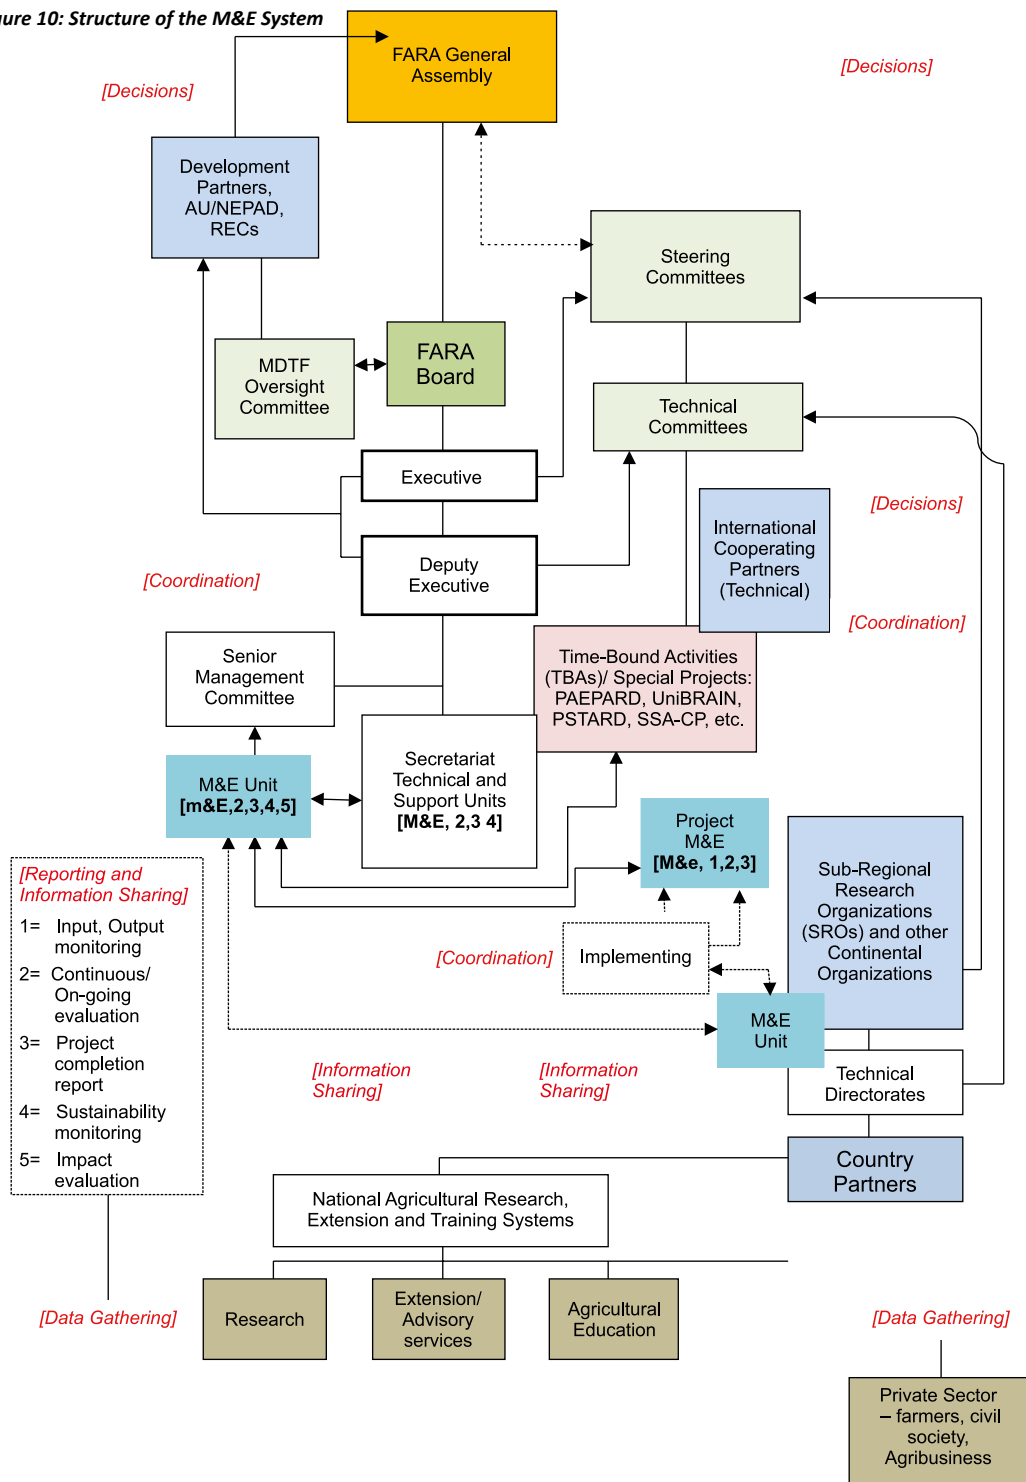 gure 10: Structure of the M&E System
FARA General
Assembly
[Decisions]
[Decisions]
Development
Partners,
AU/NEPAD,
RECs
Steering
Committees
MDTF
Oversight
Committee
FARA
Board
Technical
Committees
Executive
[Decisions]
International
Cooperating
Partners
(Technical)
Deputy
Executive
[Coordination]
[Coordination]
Senior
Management
Committee
Time-Bound Activities
(TBAs)/ Special Projects:
PAEPARD, UniBRAIN,
PSTARD, SSA-CP, etc.
M&E Unit
[m&E,2,3,4,5]
Secretariat
Technical and
Support Units
[M&E, 2,3 4]
Project
M&E
[M&e, 1,2,3]
Sub-Regional
Research
Organizations
(SROs) and other
Continental
Organizations
[Reporting and
Information Sharing]
1= Input, Output
monitoring
2= Continuous/
On-going
evaluation
3= Project
completion
report
4= Sustainability
monitoring
5= Impact
evaluation
[Coordination]
Implementing
M&E
Unit
[Information
Sharing]
[Information
Sharing]
Technical
Directorates
Country
Partners
National Agricultural Research,
Extension and Training Systems
Research
Extension/
Advisory
services
Agricultural
Education
[Data Gathering]
[Data Gathering]
Private Sector
– farmers, civil
society,
Agribusiness